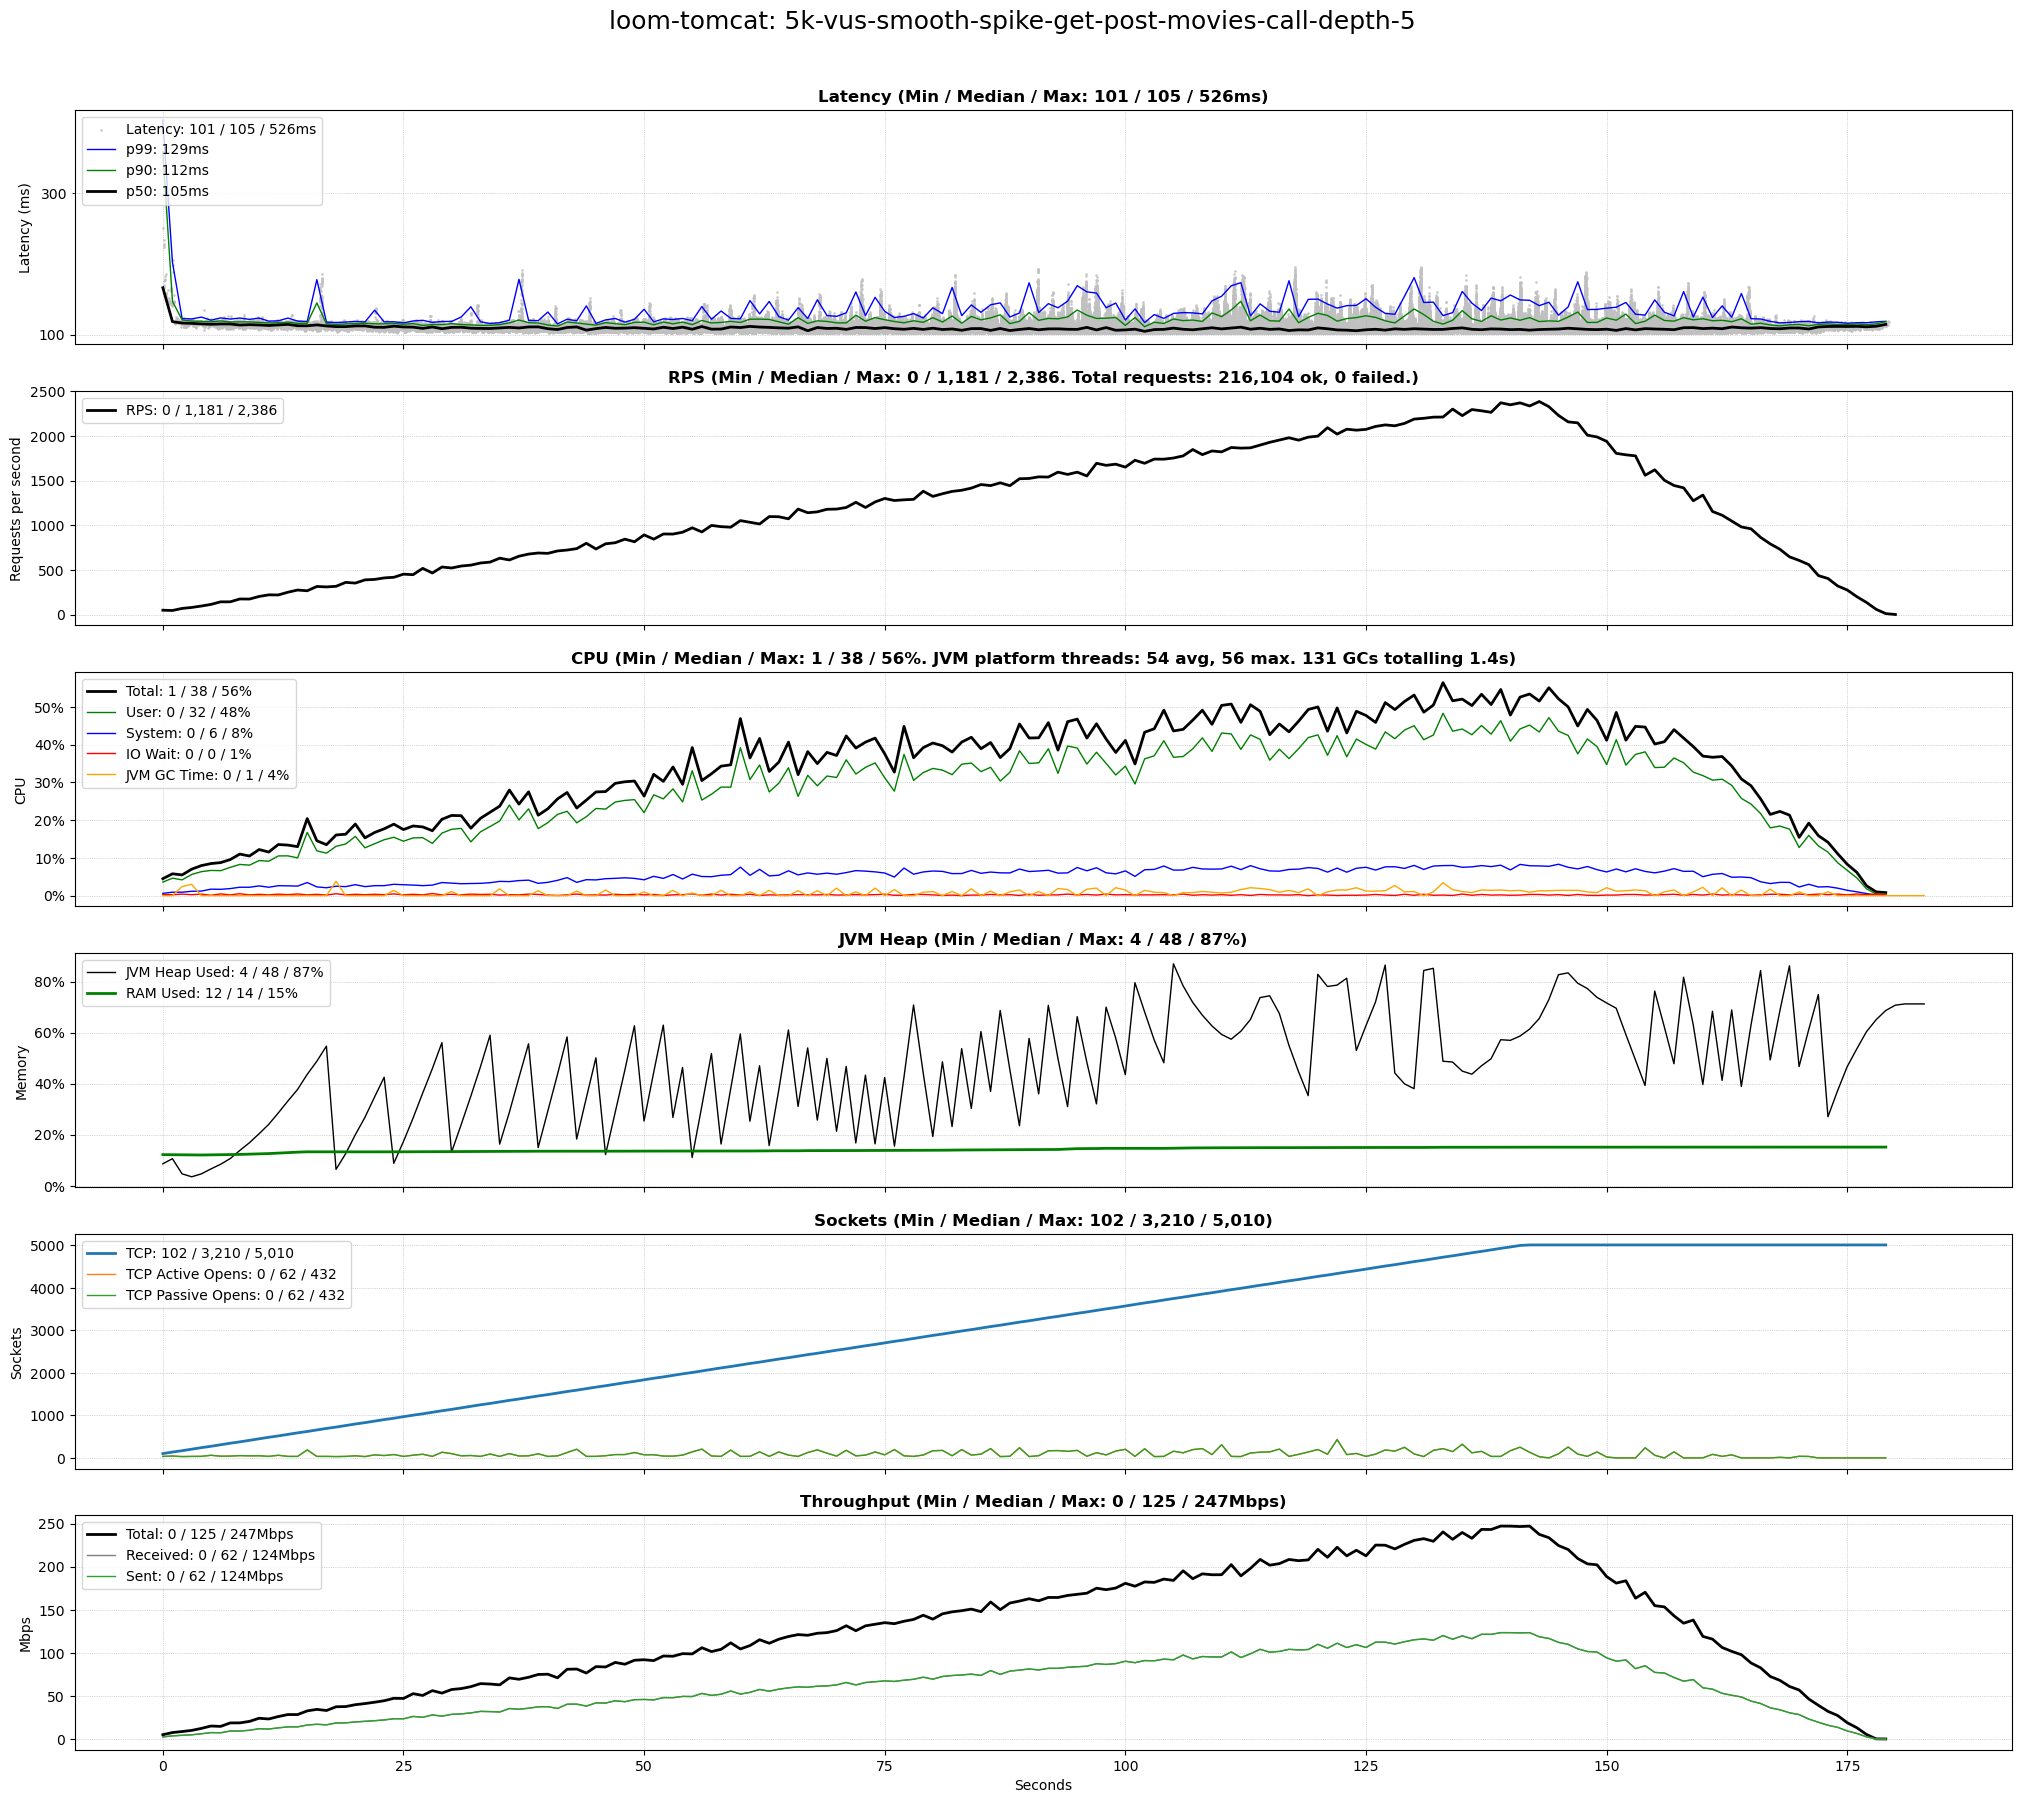 loom-tomcat: 5k-vus-smooth-spike-get-post-movies-call-depth-5
Latency (Min / Median / Max: 101 / 105 / 526ms)
Latency: 101 / 105 / 526ms
p99: 129ms
p90: 112ms
p50: 105ms
Latency (ms)
300
100
RPS (Min / Median / Max: 0 / 1,181 / 2,386. Total requests: 216,104 ok, 0 failed.)
RPS: 0 / 1,181 / 2,386
Requests per second
2500
2000
1500
1000
500
0
CPU (Min / Median / Max: 1 / 38 / 56%. JVM platform threads: 54 avg, 56 max. 131 GCs totalling 1.4s)
Total: 1 / 38 / 56%
User: 0 / 32 / 48%
System: 0 / 6 / 8%
IO Wait: 0 / 0 / 1%
JVM GC Time: 0 / 1 / 4%
CPU
50%
40%
30%
20%
10%
0%
JVM Heap (Min / Median / Max: 4 / 48 / 87%)
JVM Heap Used: 4 / 48 / 87%
RAM Used: 12 / 14 / 15%
Memory
80%
60%
40%
20%
0%
Sockets (Min / Median / Max: 102 / 3,210 / 5,010)
TCP: 102 / 3,210 / 5,010
TCP Active Opens: 0 / 62 / 432
TCP Passive Opens: 0 / 62 / 432
Sockets
5000
4000
3000
2000
1000
0
Throughput (Min / Median / Max: 0 / 125 / 247Mbps)
Total: 0 / 125 / 247Mbps
Received: 0 / 62 / 124Mbps
Sent: 0 / 62 / 124Mbps
Mbps
250
200
150
100
50
0
0 25 50 75 100 125 150 175
Seconds